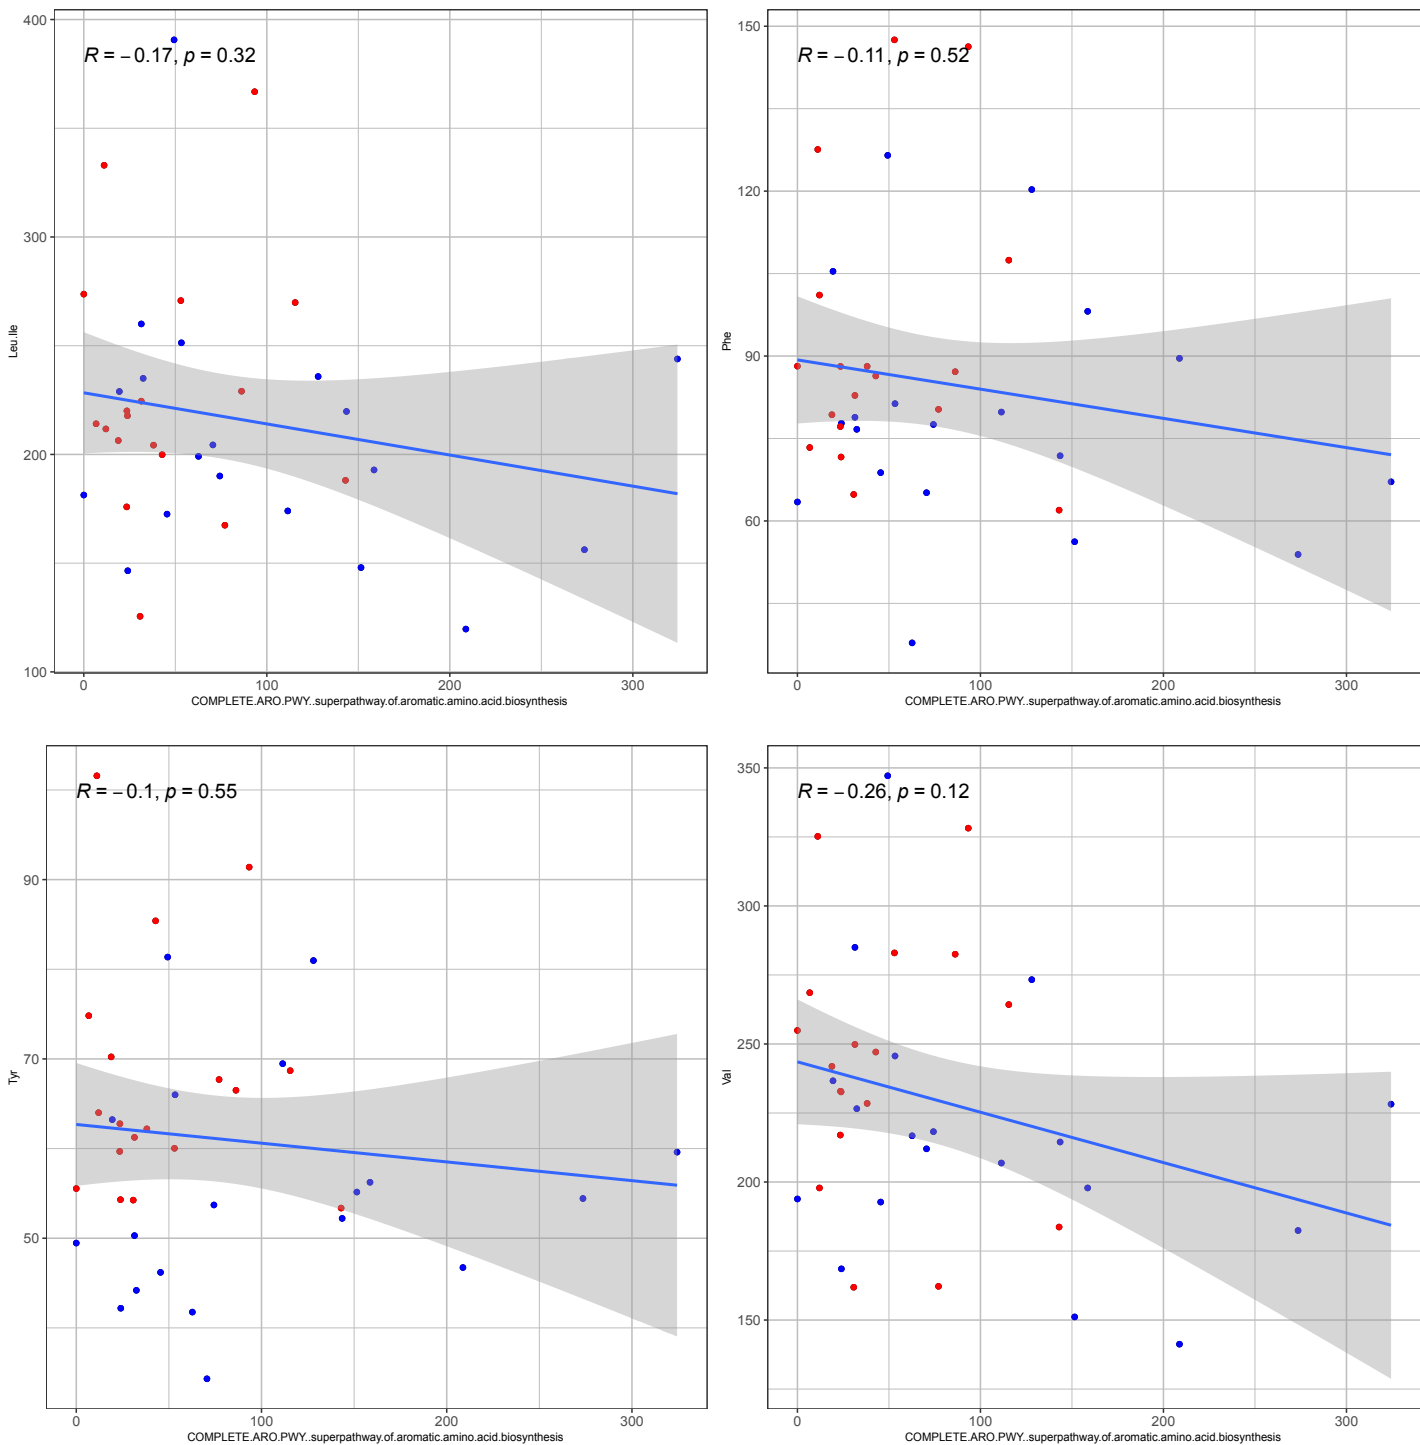 400
300
200
100
Leu.Ile
R = −0.17, p = 0.32
0 100 200 300
COMPLETE.ARO.PWY..superpathway.of.aromatic.amino.acid.biosynthesis
150
120
90
60
Phe
R = −0.11, p = 0.52
0 100 200 300
COMPLETE.ARO.PWY..superpathway.of.aromatic.amino.acid.biosynthesis
90
70
50
Tyr
R = −0.1, p = 0.55
0 100 200 300
COMPLETE.ARO.PWY..superpathway.of.aromatic.amino.acid.biosynthesis
350
300
250
200
150
Val
R = −0.26, p = 0.12
0 100 200 300
COMPLETE.ARO.PWY..superpathway.of.aromatic.amino.acid.biosynthesis